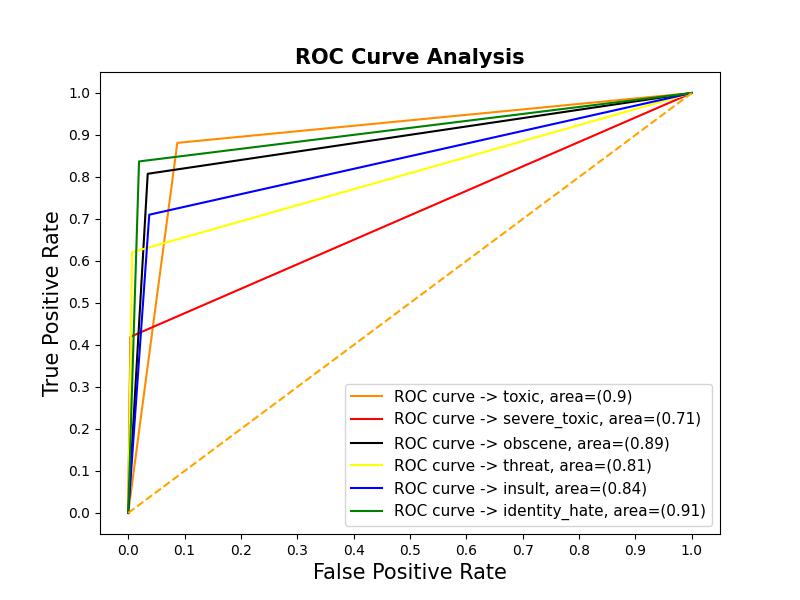 ROC Curve Analysis
True Positive Rate
1.0
0.9
0.8
0.7
0.6
0.5
0.4
0.3
0.2
0.1
0.0
ROC curve -> toxic, area=(0.9)
ROC curve -> severe_toxic, area=(0.71)
ROC curve -> obscene, area=(0.89)
ROC curve -> threat, area=(0.81)
ROC curve -> insult, area=(0.84)
ROC curve -> identity_hate, area=(0.91)
0.0 0.1 0.2 0.3 0.4 0.5 0.6 0.7 0.8 0.9 1.0
False Positive Rate